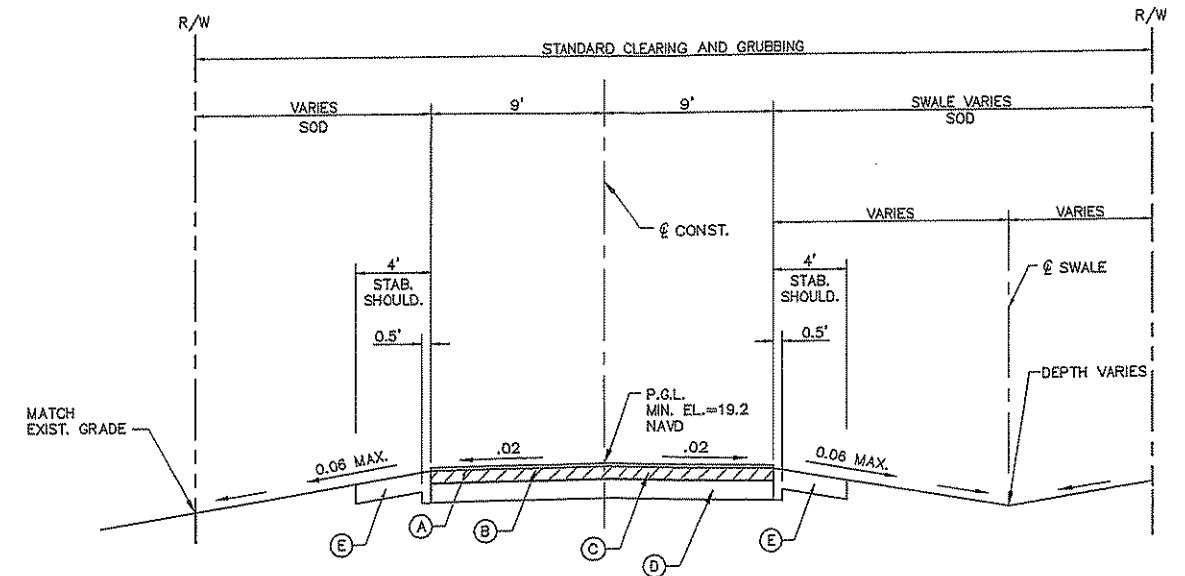 R/W
R/W
STANDARD CLEARING AND GRUBBING
VARIES
SOD
9'
9'
SWALE VARIES
SOD
VARIES
VARIES
℄ CONST.
℄ SWALE
4'
STAB.
SHOULD.
4'
STAB.
SHOULD.
0.5'
0.5'
DEPTH VARIES
P.G.L.
MIN. EL.=19.2
NAVD
MATCH
EXIST. GRADE
0.06 MAX.
.02
.02
0.06 MAX.
E
A
B
C
D
E